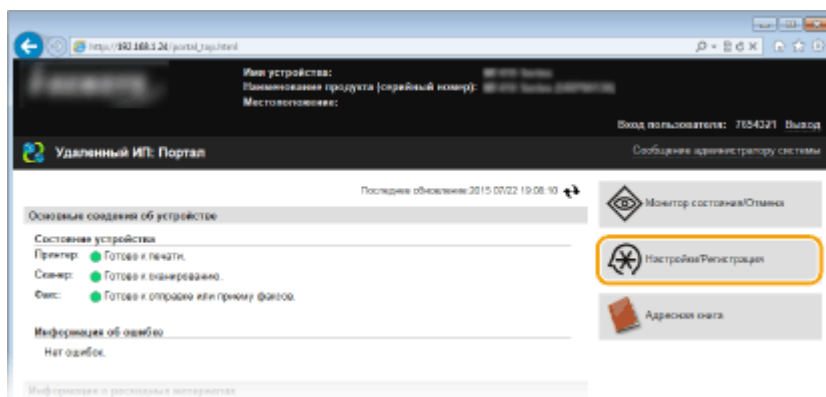 http://192.168.1.24/portal_top.html
Имя устройства:
Наименование продукта (серийный номер):
Местоположение:
Вход пользователя: 7654321 Выход
Удаленный ИП: Портал
Сообщение администратору системы
Последнее обновление:2015 07/22 19:08:10
Основные сведения об устройстве
Состояние устройства
Принтер: Готово к печати.
Сканер: Готово к сканированию.
Факс: Готово к отправке или приему факсов.
Информация об ошибке
Нет ошибок.
Информация о расходных материалах
Монитор состояния/Отмена
Настройки/Регистрация
Адресная книга